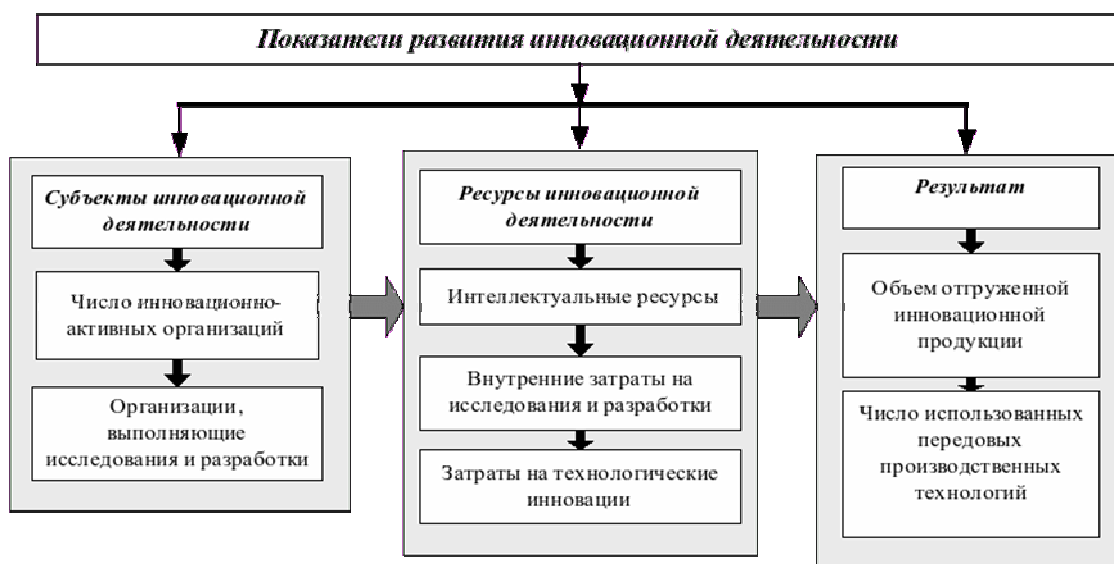 Показатели развития инновационной деятельности
Субъекты инновационной
деятельности
Число инновационно-
активных организаций
Организации,
выполняющие
исследования и разработки
Ресурсы инновационной
деятельности
Интеллектуальные ресурсы
Внутренние затраты на
исследования и разработки
Затраты на технологические
инновации
Результат
Объем отгруженной
инновационной
продукции
Число использованных
передовых
производственных
технологий